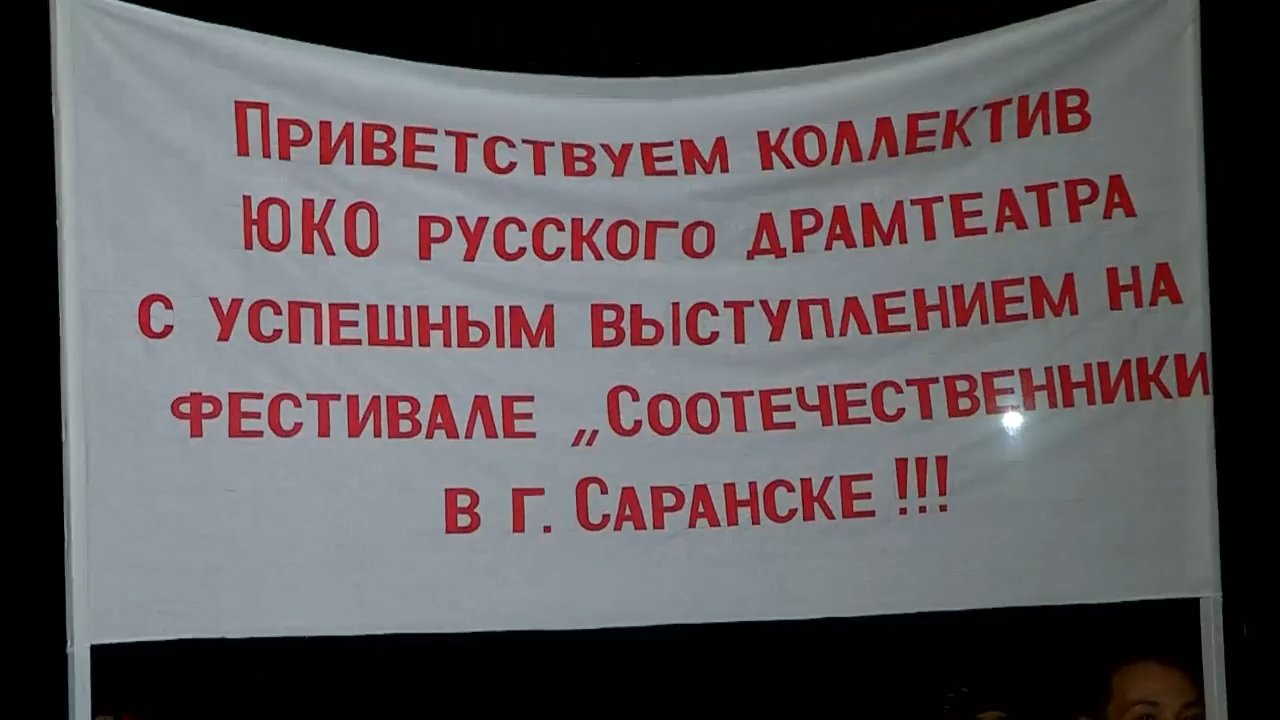 Приветствуем коллектив
ЮКО русского драмтеатра
с успешным выступлением на
фестивале „Соотечественники
в г. Саранске !!!